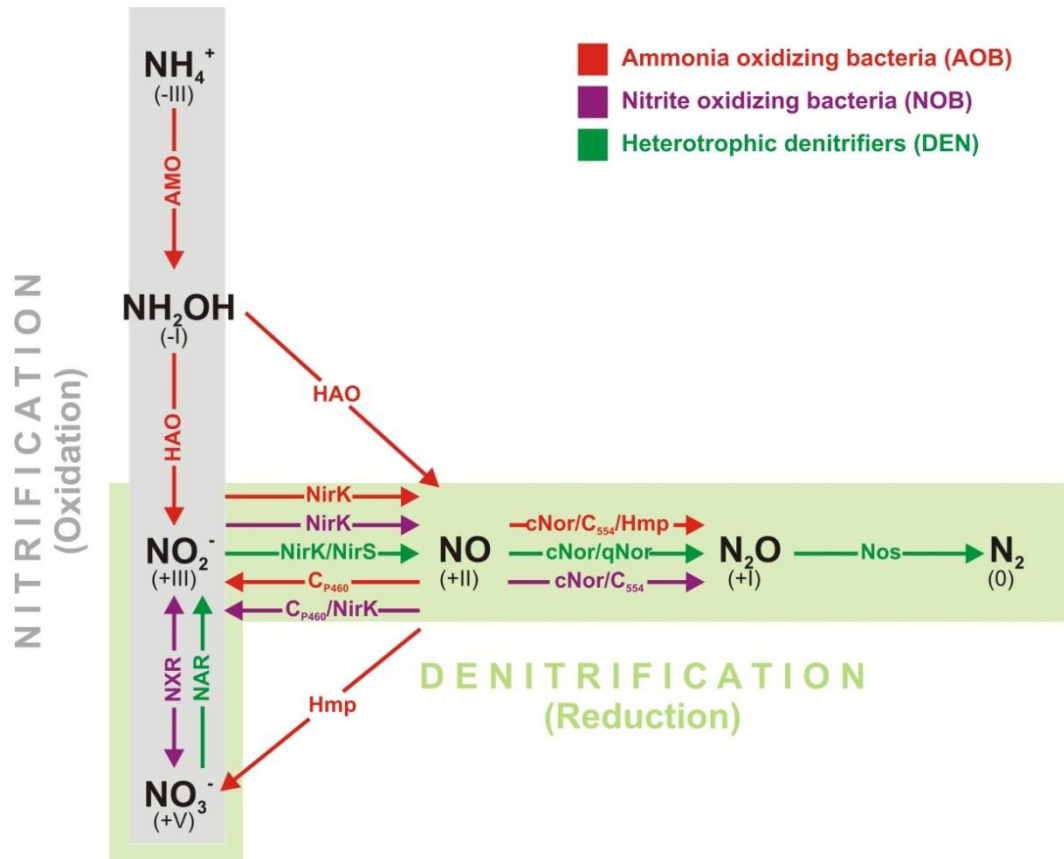 NH₄⁺
(-III)
Ammonia oxidizing bacteria (AOB)
Nitrite oxidizing bacteria (NOB)
Heterotrophic denitrifiers (DEN)
AMO
NITRIFICATION
(Oxidation)
NH₂OH
(-I)
HAO
HAO
NirK
NirK
NirK/NirS
C_P460
C_P460/NirK
NO₂⁻
(+III)
NO
(+II)
cNor/C₅₅₄/Hmp
cNor/qNor
cNor/C₅₅₄
N₂O
(+I)
Nos
N₂
(0)
NXR
NAR
Hmp
DENITRIFICATION
(Reduction)
NO₃⁻
(+V)